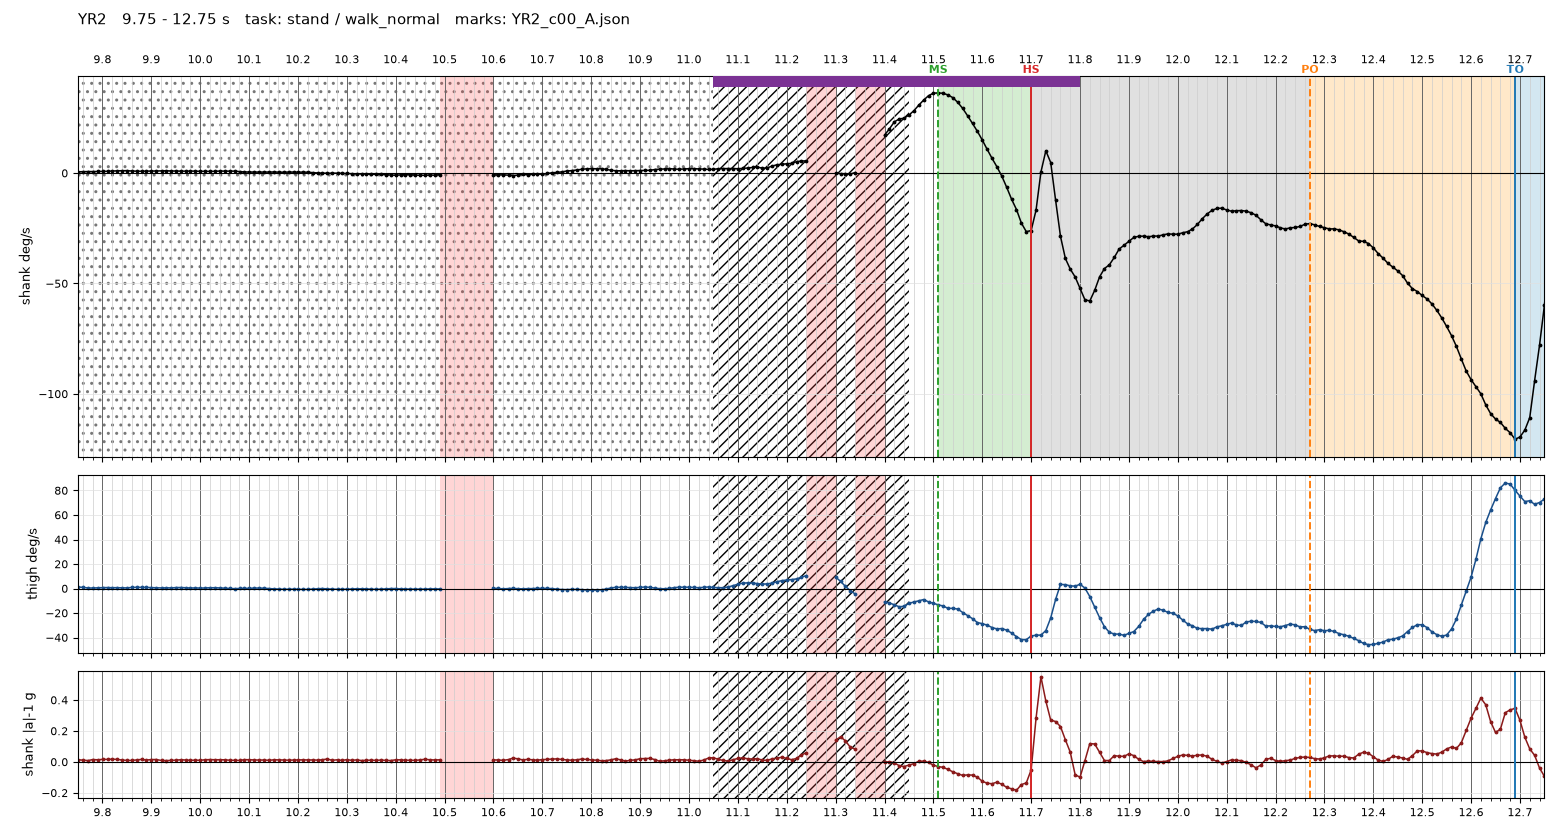 YR2   9.75 - 12.75 s   task: stand / walk_normal   marks: YR2_c00_A.json
9.8 9.9 10.0 10.1 10.2 10.3 10.4 10.5 10.6 10.7 10.8 10.9 11.0 11.1 11.2 11.3 11.4 11.5 11.6 11.7 11.8 11.9 12.0 12.1 12.2 12.3 12.4 12.5 12.6 12.7
MS HS PO TO
shank deg/s
0
−50
−100
thigh deg/s
80
60
40
20
0
−20
−40
shank |a|-1 g
0.4
0.2
0.0
−0.2
9.8 9.9 10.0 10.1 10.2 10.3 10.4 10.5 10.6 10.7 10.8 10.9 11.0 11.1 11.2 11.3 11.4 11.5 11.6 11.7 11.8 11.9 12.0 12.1 12.2 12.3 12.4 12.5 12.6 12.7